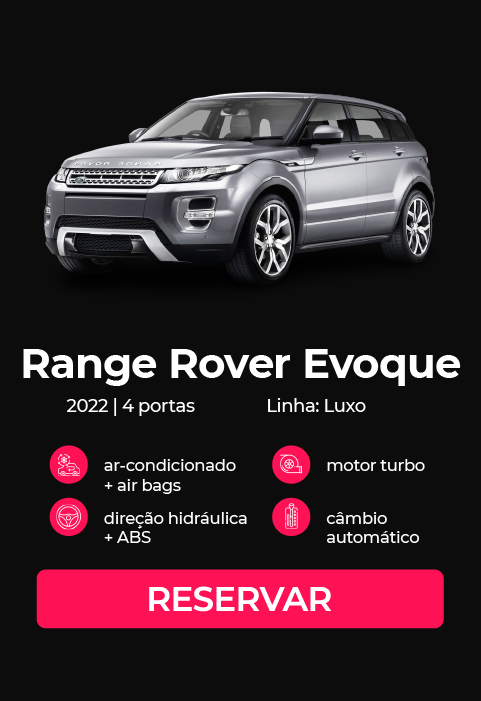 Range Rover Evoque
2022 | 4 portas
Linha: Luxo
ar-condicionado
+ air bags
motor turbo
direção hidráulica
+ ABS
câmbio
automático
RESERVAR